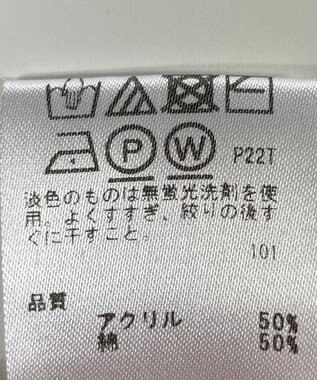 P W P22T
淡色のものは無蛍光洗剤を使
用、よくすすぎ、絞りの後す
ぐに干すこと。
101
品質
アクリル 50%
綿 50%